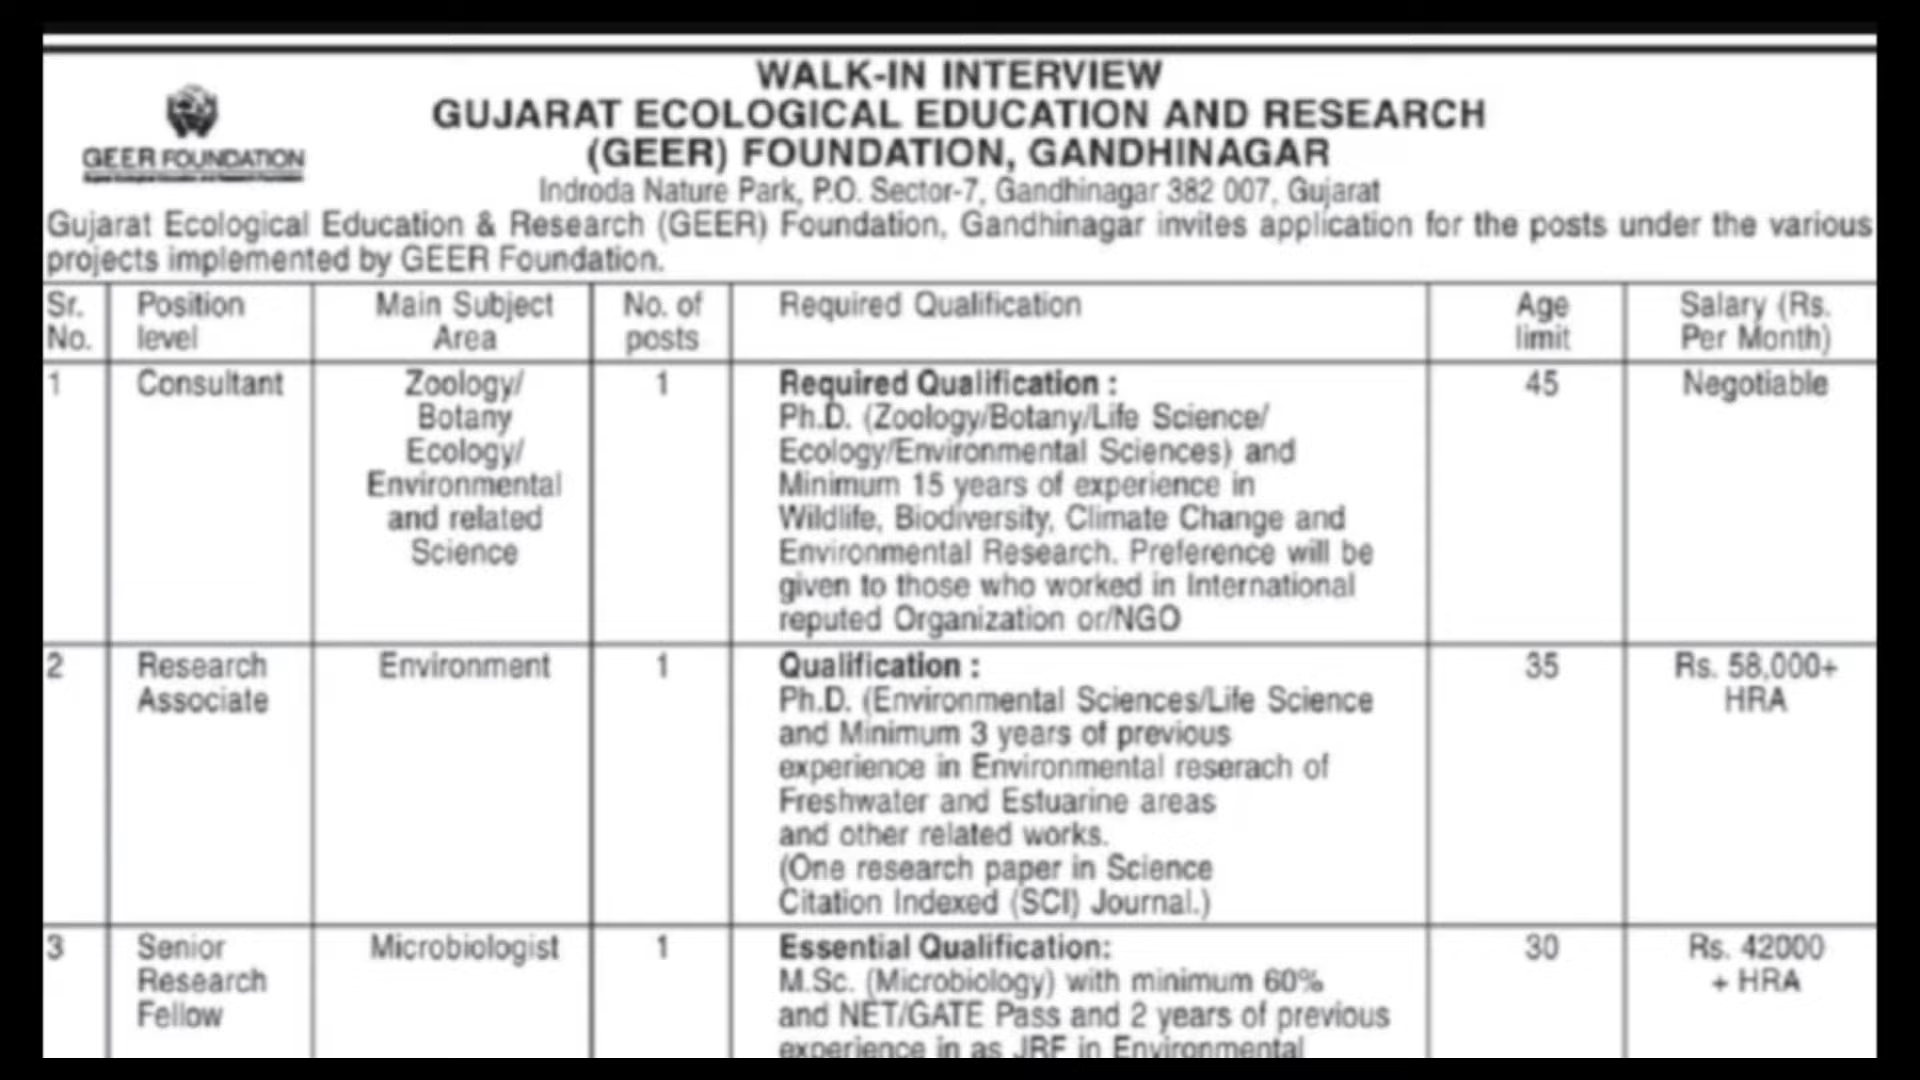 WALK-IN INTERVIEW
GUJARAT ECOLOGICAL EDUCATION AND RESEARCH
(GEER) FOUNDATION, GANDHINAGAR
GEER FOUNDATION
Indroda Nature Park, P.O. Sector-7, Gandhinagar 382 007, Gujarat
Gujarat Ecological Education & Research (GEER) Foundation, Gandhinagar invites application for the posts under the various
projects implemented by GEER Foundation.
Sr. No.
Position level
Main Subject Area
No. of posts
Required Qualification
Age limit
Salary (Rs. Per Month)
1
Consultant
Zoology/
Botany
Ecology/
Environmental
and related
Science
1
Required Qualification :
Ph.D. (Zoology/Botany/Life Science/
Ecology/Environmental Sciences) and
Minimum 15 years of experience in
Wildlife, Biodiversity, Climate Change and
Environmental Research. Preference will be
given to those who worked in International
reputed Organization or/NGO
45
Negotiable
2
Research
Associate
Environment
1
Qualification :
Ph.D. (Environmental Sciences/Life Science
and Minimum 3 years of previous
experience in Environmental reserach of
Freshwater and Estuarine areas
and other related works.
(One research paper in Science
Citation Indexed (SCI) Journal.)
35
Rs. 58,000+
HRA
3
Senior
Research
Fellow
Microbiologist
1
Essential Qualification:
M.Sc. (Microbiology) with minimum 60%
and NET/GATE Pass and 2 years of previous
experience in as JRF in Environmental
30
Rs. 42000
+ HRA